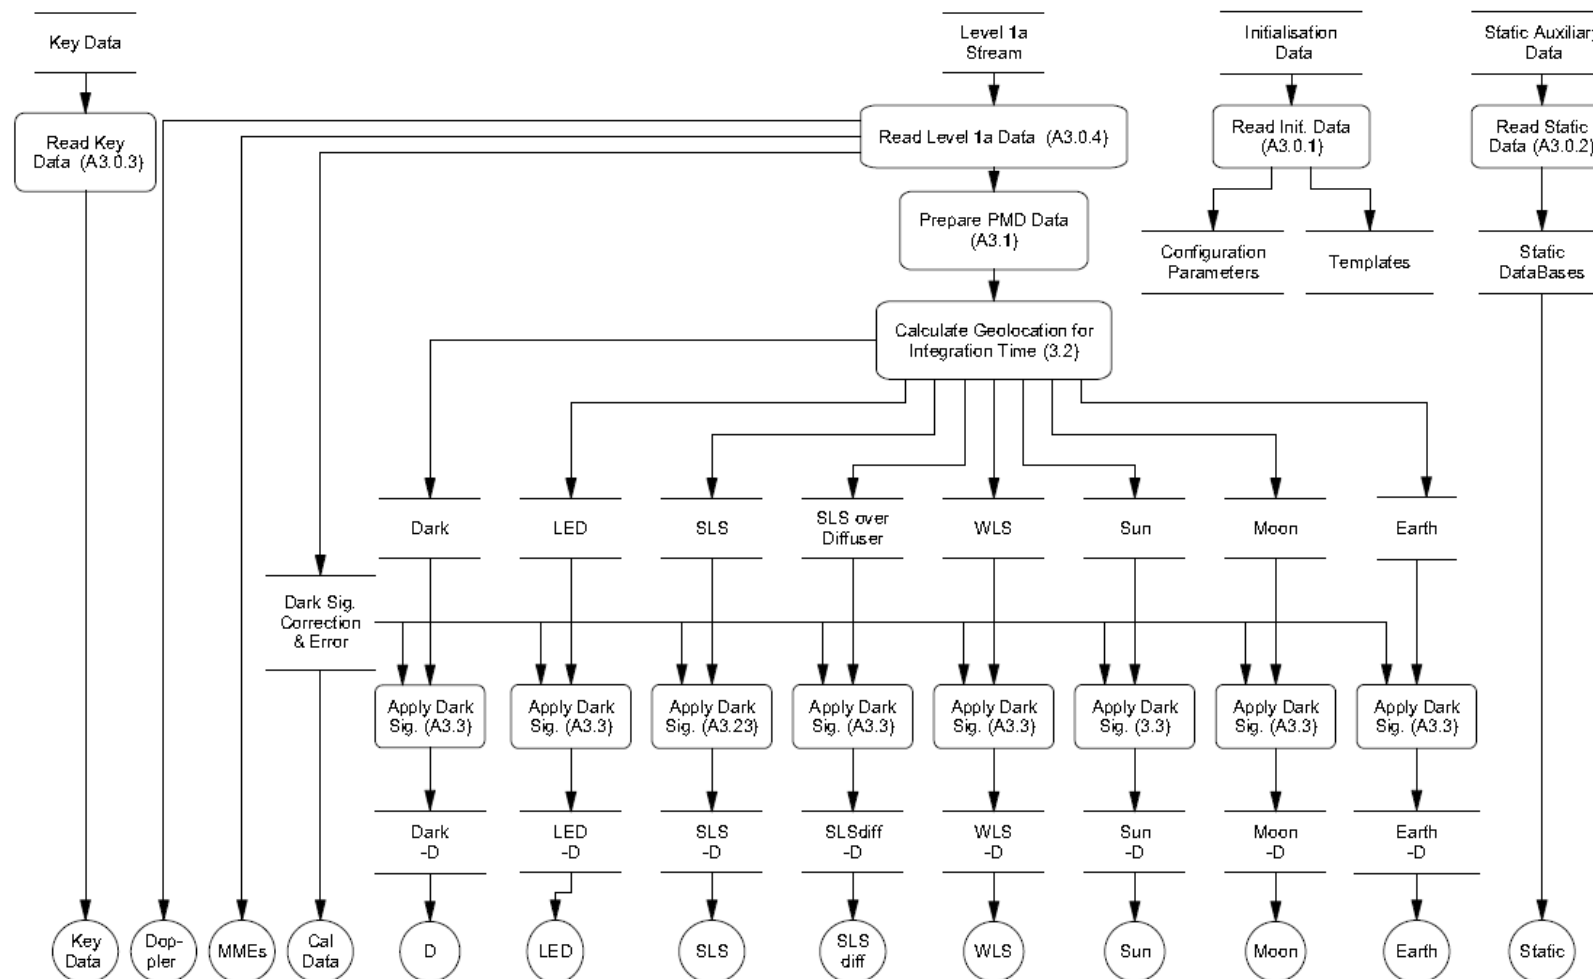 Key Data
Level 1a
Stream
Initialisation
Data
Static Auxiliary
Data
Read Key
Data (A3.0.3)
Read Level 1a Data (A3.0.4)
Read Init. Data
(A3.0.1)
Read Static
Data (A3.0.2)
Prepare PMD Data
(A3.1)
Configuration
Parameters
Templates
Static
DataBases
Calculate Geolocation for
Integration Time (3.2)
Dark
LED
SLS
SLS over
Diffuser
WLS
Sun
Moon
Earth
Dark Sig.
Correction
& Error
Apply Dark
Sig. (A3.3)
Apply Dark
Sig. (A3.3)
Apply Dark
Sig. (A3.23)
Apply Dark
Sig. (A3.3)
Apply Dark
Sig. (A3.3)
Apply Dark
Sig. (3.3)
Apply Dark
Sig. (A3.3)
Apply Dark
Sig. (A3.3)
Dark
-D
LED
-D
SLS
-D
SLSdiff
-D
WLS
-D
Sun
-D
Moon
-D
Earth
-D
Key
Data
Dop-
pler
MMEs
Cal
Data
D
LED
SLS
SLS
diff
WLS
Sun
Moon
Earth
Static